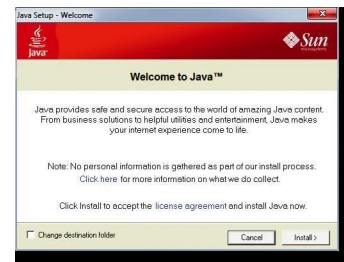 Java Setup - Welcome
Java
Sun
Welcome to Java™
Java provides safe and secure access to the world of amazing Java content.
From business solutions to helpful utilities and entertainment, Java makes
your internet experience come to life.
Note: No personal information is gathered as part of our install process.
Click here for more information on what we do collect.
Click Install to accept the license agreement and install Java now.
Change destination folder
Cancel
Install >